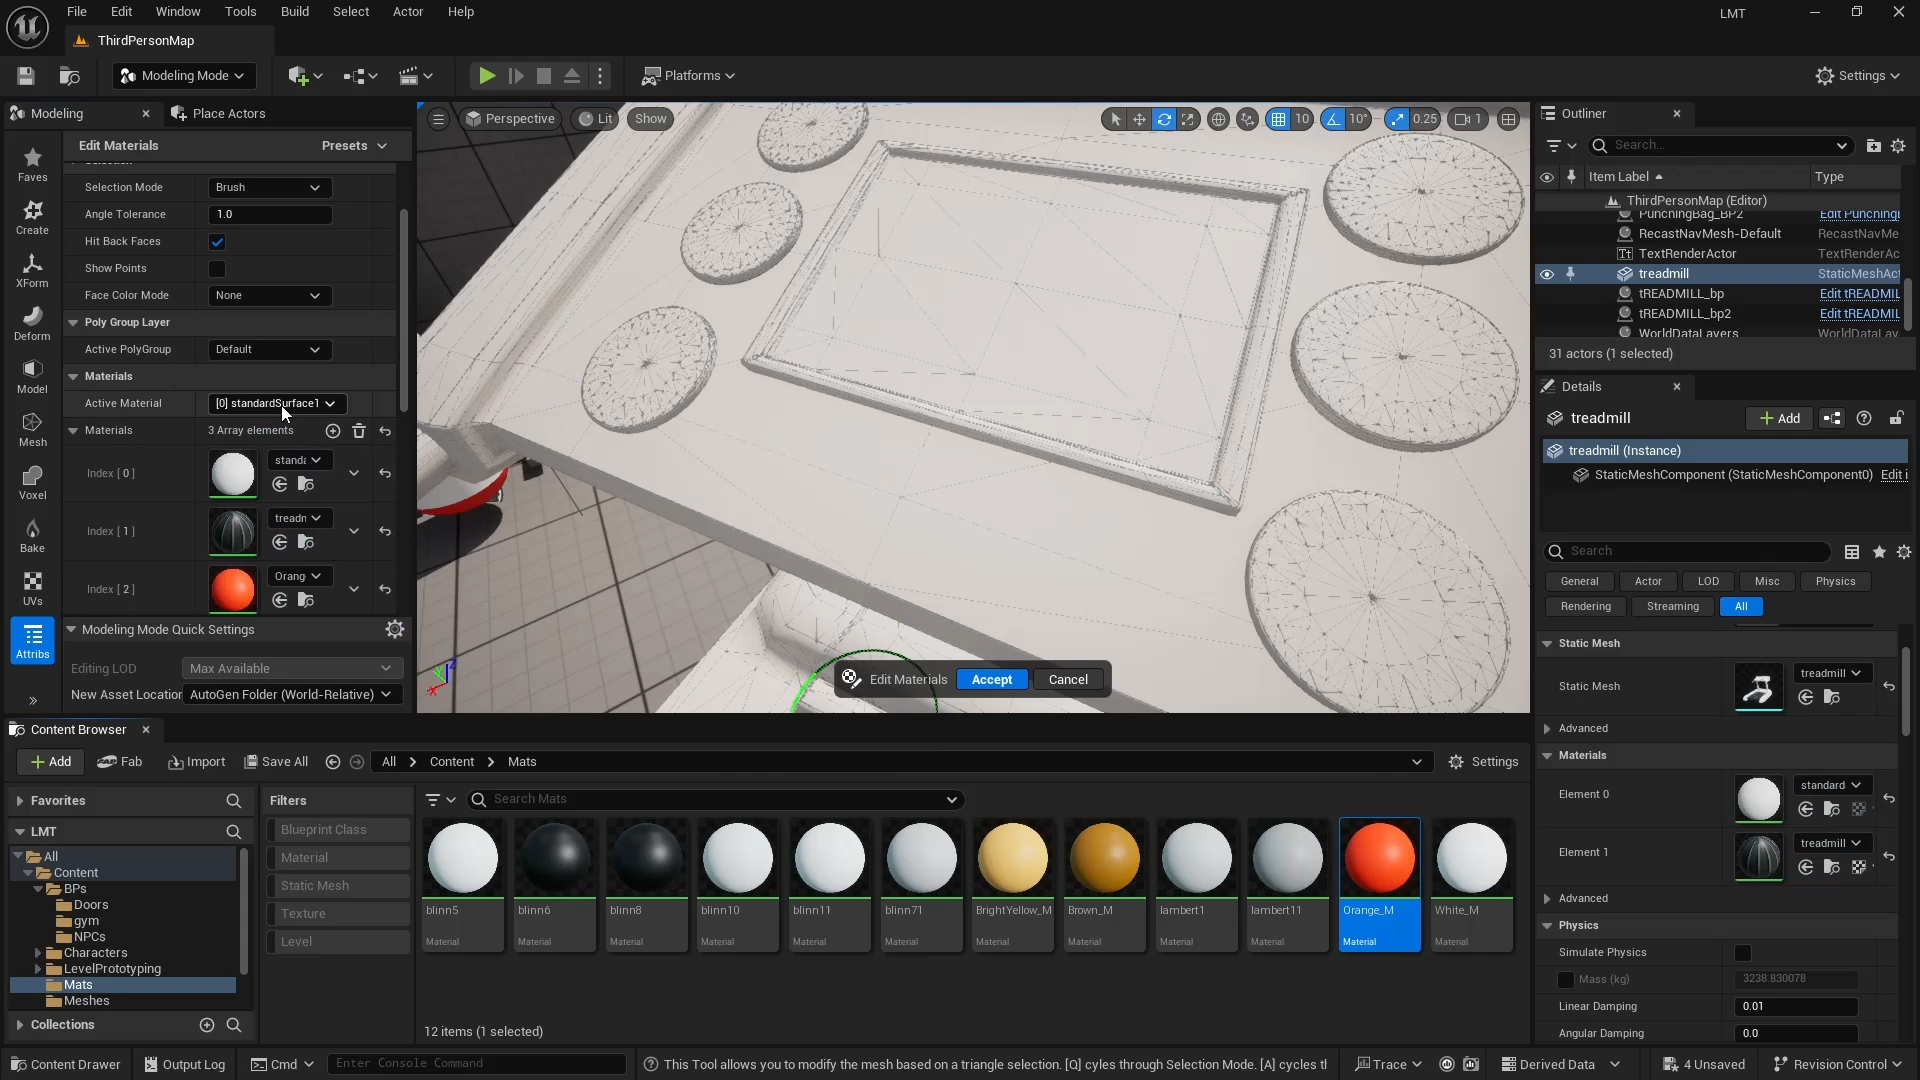 File Edit Window Tools Build Select Actor Help
LMT
ThirdPersonMap
Modeling Mode
Platforms
Settings
Modeling
Place Actors
Edit Materials
Presets
Selection Mode Brush
Angle Tolerance 1.0
Hit Back Faces
Show Points
Face Color Mode None
Poly Group Layer
Active PolyGroup Default
Materials
Active Material [0] standardSurface1
Materials 3 Array elements
Index [ 0 ] standa
Index [ 1 ] treadn
Index [ 2 ] Orang
Modeling Mode Quick Settings
Editing LOD Max Available
New Asset Location AutoGen Folder (World-Relative)
Faves
Create
XForm
Deform
Model
Mesh
Voxel
Bake
UVs
Attribs
Perspective Lit Show
10 10° 0.25 1
Edit Materials Accept Cancel
Outliner
Search...
Item Label Type
ThirdPersonMap (Editor)
PunchingBag_BP2 Edit Punching
RecastNavMesh-Default RecastNavMe
TextRenderActor TextRenderAc
treadmill StaticMeshAct
tREADMILL_bp Edit tREADMIL
tREADMILL_bp2 Edit tREADMIL
WorldDataLayers WorldDataLay
31 actors (1 selected)
Details
treadmill
Add
treadmill (Instance)
StaticMeshComponent (StaticMeshComponent0) Edit i
Search
General Actor LOD Misc Physics
Rendering Streaming All
Static Mesh
Static Mesh treadmill
Advanced
Materials
Element 0 standard
Element 1 treadmill
Advanced
Physics
Simulate Physics
Mass (kg) 3238.830078
Linear Damping 0.01
Angular Damping 0.0
Content Browser
Add Fab Import Save All
All Content Mats
Settings
Favorites
LMT
All
Content
BPs
Doors
gym
NPCs
Characters
LevelPrototyping
Mats
Meshes
Collections
Filters
Blueprint Class
Material
Static Mesh
Texture
Level
Search Mats
blinn5 blinn6 blinn8 blinn10 blinn11 blinn71 BrightYellow_M Brown_M lambert1 lambert11 Orange_M White_M
Material Material Material Material Material Material Material Material Material Material Material Material
12 items (1 selected)
Content Drawer
Output Log
Cmd
Enter Console Command
This Tool allows you to modify the mesh based on a triangle selection. [Q] cyles through Selection Mode. [A] cycles tl
Trace
Derived Data
4 Unsaved
Revision Control